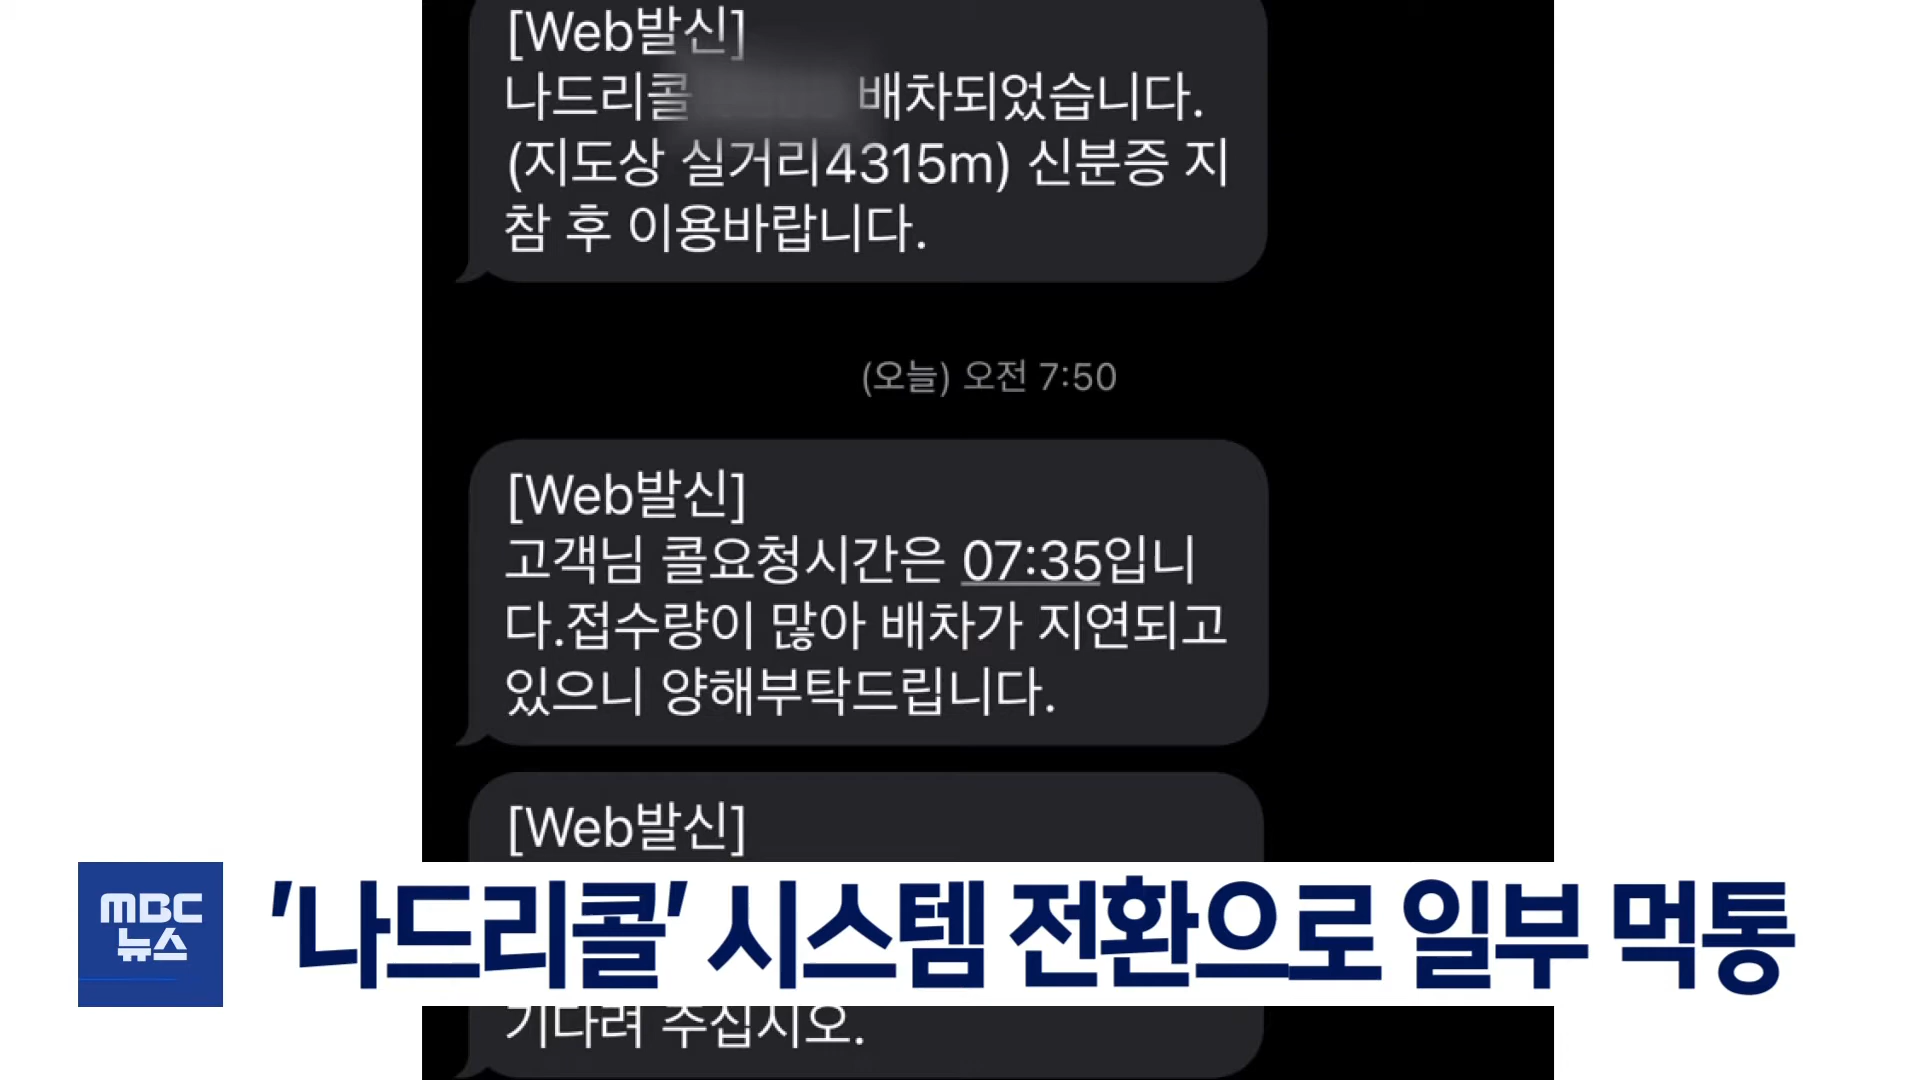 [Web발신]
나드리콜 배차되었습니다.
(지도상 실거리4315m) 신분증 지
참 후 이용바랍니다.
(오늘) 오전 7:50
[Web발신]
고객님 콜요청시간은 07:35입니
다.접수량이 많아 배차가 지연되고
있으니 양해부탁드립니다.
[Web발신]
MBC
뉴스
'나드리콜' 시스템 전환으로 일부 먹통
기다려 주십시오.